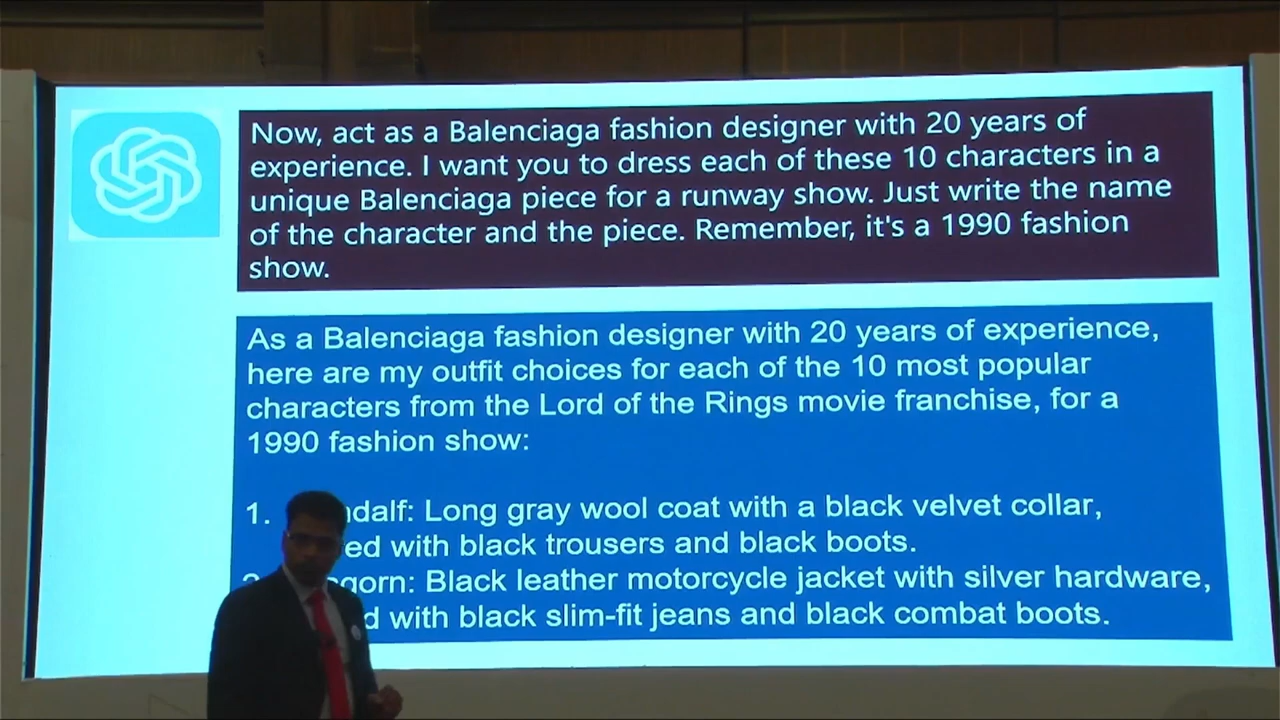 Now, act as a Balenciaga fashion designer with 20 years of
experience. I want you to dress each of these 10 characters in a
unique Balenciaga piece for a runway show. Just write the name
of the character and the piece. Remember, it's a 1990 fashion
show.
As a Balenciaga fashion designer with 20 years of experience,
here are my outfit choices for each of the 10 most popular
characters from the Lord of the Rings movie franchise, for a
1990 fashion show:
1. ndalf: Long gray wool coat with a black velvet collar,
ed with black trousers and black boots.
gorn: Black leather motorcycle jacket with silver hardware,
d with black slim-fit jeans and black combat boots.